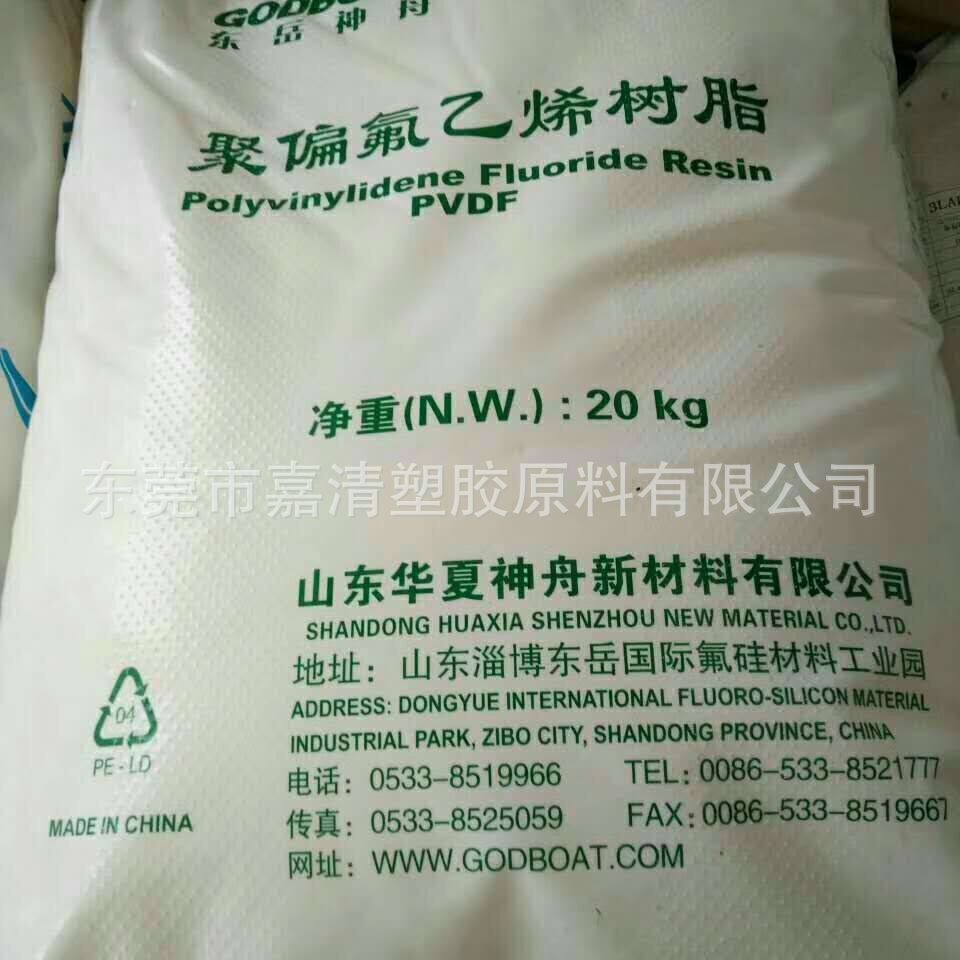 东岳神舟
聚偏氟乙烯树脂
Polyvinylidene Fluoride Resin
PVDF
净重(N.W.) : 20 kg
东莞市嘉清塑胶原料有限公司
山东华夏神舟新材料有限公司
SHANDONG HUAXIA SHENZHOU NEW MATERIAL CO.,LTD.
地址：山东淄博东岳国际氟硅材料工业园
ADDRESS: DONGYUE INTERNATIONAL FLUORO-SILICON MATERIAL
INDUSTRIAL PARK, ZIBO CITY, SHANDONG PROVINCE, CHINA
04
PE-LD
电话：0533-8519966 TEL: 0086-533-8521777
MADE IN CHINA
传真：0533-8525059 FAX: 0086-533-8519667
网址：WWW.GODBOAT.COM